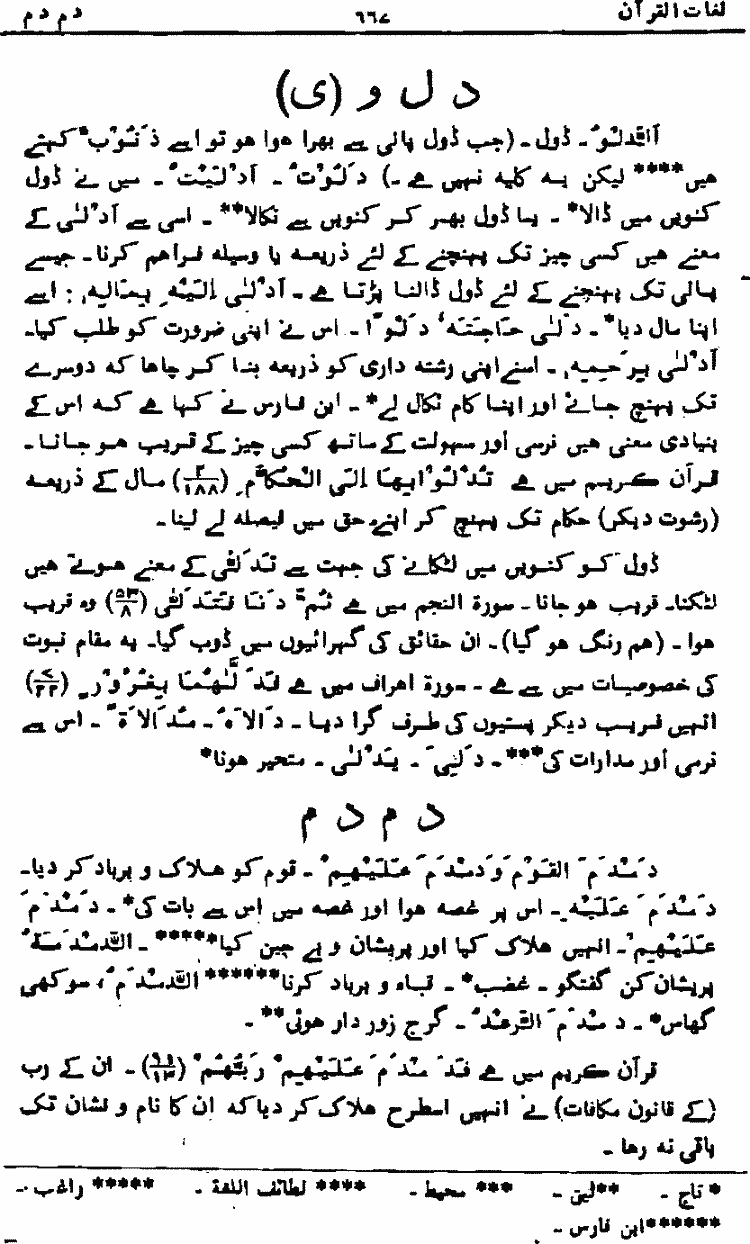 لغات القرآن ٦٦٧ د م د م
د ل و (ی)
اَلدَّلْوُ ۔ ڈول ۔ (جب ڈول پانی سے بھرا ہوا ہو تو اسے ذَنُوْبٌ کہتے
ہیں**** لیکن یہ کلیہ نہیں ہے ۔) دَلَوْتُ ۔ اَدْلَیْتُ ۔ میں نے ڈول
کنویں میں ڈالا* ۔ یا ڈول بھر کر کنویں سے نکالا** ۔ اسی سے اَدْلٰی کے
معنے ہیں کسی چیز تک پہنچنے کے لئے ذریعہ یا وسیلہ فراہم کرنا ۔ جیسے
پانی تک پہنچنے کے لئے ڈول ڈالنا پڑتا ہے ۔ اَدْلٰی اِلَیْہِ بِمَالِہٖ : اسے
اپنا مال دیا* ۔ دَلٰی حَاجَتَہٗ دَلْوًا ۔ اس نے اپنی ضرورت کو طلب کیا ۔
اَدْلٰی بِرَحِمِہٖ ۔ اسنے اپنی رشتہ داری کو ذریعہ بنا کر چاہا کہ دوسرے
تک پہنچ جائے اور اپنا کام نکال لے* ۔ ابن فارس نے کہا ہے کہ اس کے
بنیادی معنی ہیں نرمی اور سہولت کے ساتھ کسی چیز کے قریب ہو جانا ۔
قرآن کریم میں ہے تُدْلُوْابِهَا اِلَی الْحُکَّامِ (۲/۱۸۸) مال کے ذریعہ
(رشوت دیکر) حکام تک پہنچ کر اپنے حق میں فیصلہ لے لینا ۔
ڈول کو کنویں میں لٹکانے کی جہت سے تَدَلّٰی کے معنے ہوتے ہیں
لٹکنا۔ قریب ہو جانا ۔ سورۃ النجم میں ہے ثُمَّ دَنَا فَتَدَلّٰی (۵۳/۸) وہ قریب
ہوا ۔ (ہم رنگ ہو گیا) ۔ ان حقائق کی گہرائیوں میں ڈوب گیا ۔ یہ مقام نبوت
کی خصوصیات میں سے ہے ۔ سورۃ اعراف میں ہے فَدَلّٰهُمَا بِغُرُوْرٍ (۷/۲۲)
انہیں فریب دیکر پستیوں کی طرف گرا دیا ۔ دَالَاہُ ۔ مُدَالَاۃً ۔ اس سے
نرمی اور مدارات کی*** ۔ دَلِیَ ۔ یَدْلٰی ۔ متحیر ہونا*
د م د م
دَمْدَمَ الْقَوْمَ وَدَمْدَمَ عَلَیْهِمْ ۔ قوم کو ہلاک و برباد کر دیا ۔
دَمْدَمَ عَلَیْہِ ۔ اس پر غصہ ہوا اور غصہ میں اس سے بات کی* ۔ دَمْدَمَ
عَلَیْهِمْ ۔ انہیں ہلاک کیا اور پریشان و بے چین کیا***** ۔ اَلدَّمْدَمَۃُ
پریشان کن گفتگو ۔ غضب* ۔ تباہ و برباد کرنا****** اَلدَّمْدَمُ ، سوکھی
گھاس* ۔ دَمْدَمَ الرَّعْدُ ۔ گرج زور دار ہوئی** ۔
قرآن کریم میں ہے فَدَمْدَمَ عَلَیْهِمْ رَبُّهُمْ (۹۱/۱۴) ۔ ان کے رب
(کے قانون مکافات) نے انہیں اسطرح ہلاک کر دیا کہ ان کا نام و نشان تک
باقی نہ رہا ۔
* تاج ۔ **لین ۔ *** محیط ۔ **** لطائف اللغة ۔ ***** راغب ۔
******ابن فارس ۔